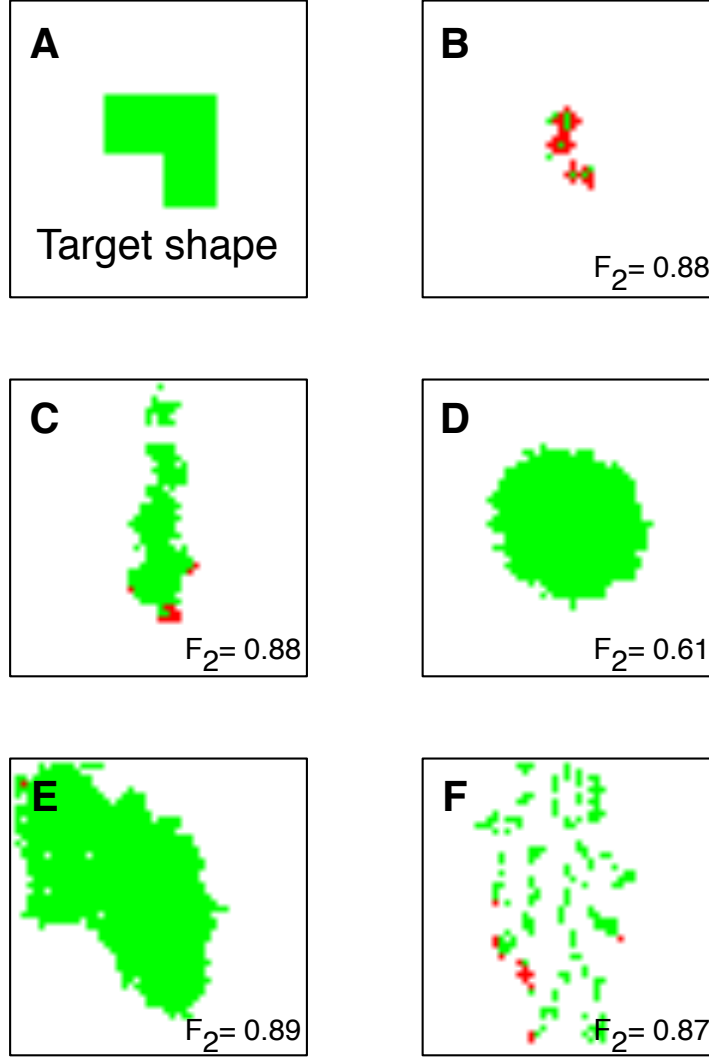 A
Target shape
B
F2= 0.88
C
F2= 0.88
D
F2= 0.61
E
F2= 0.89
F
F2= 0.87